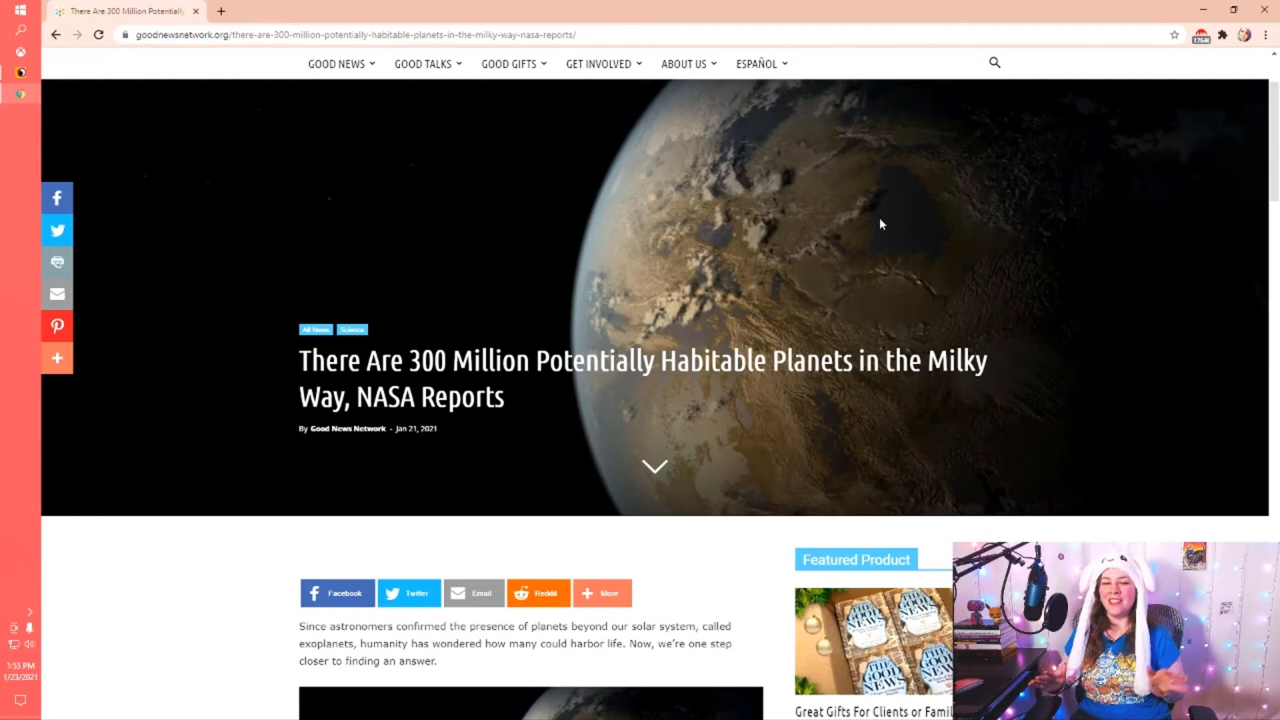 There Are 300 Million Potentially
goodnewsnetwork.org/there-are-300-million-potentially-habitable-planets-in-the-milky-way-nasa-reports/
GOOD NEWS GOOD TALKS GOOD GIFTS GET INVOLVED ABOUT US ESPAÑOL
All News Science
There Are 300 Million Potentially Habitable Planets in the Milky
Way, NASA Reports
By Good News Network - Jan 21, 2021
Featured Product
Facebook Twitter Email Reddit More
Since astronomers confirmed the presence of planets beyond our solar system, called
exoplanets, humanity has wondered how many could harbor life. Now, we're one step
closer to finding an answer.
Great Gifts For Clients or Famil
1:53 PM
1/23/2021